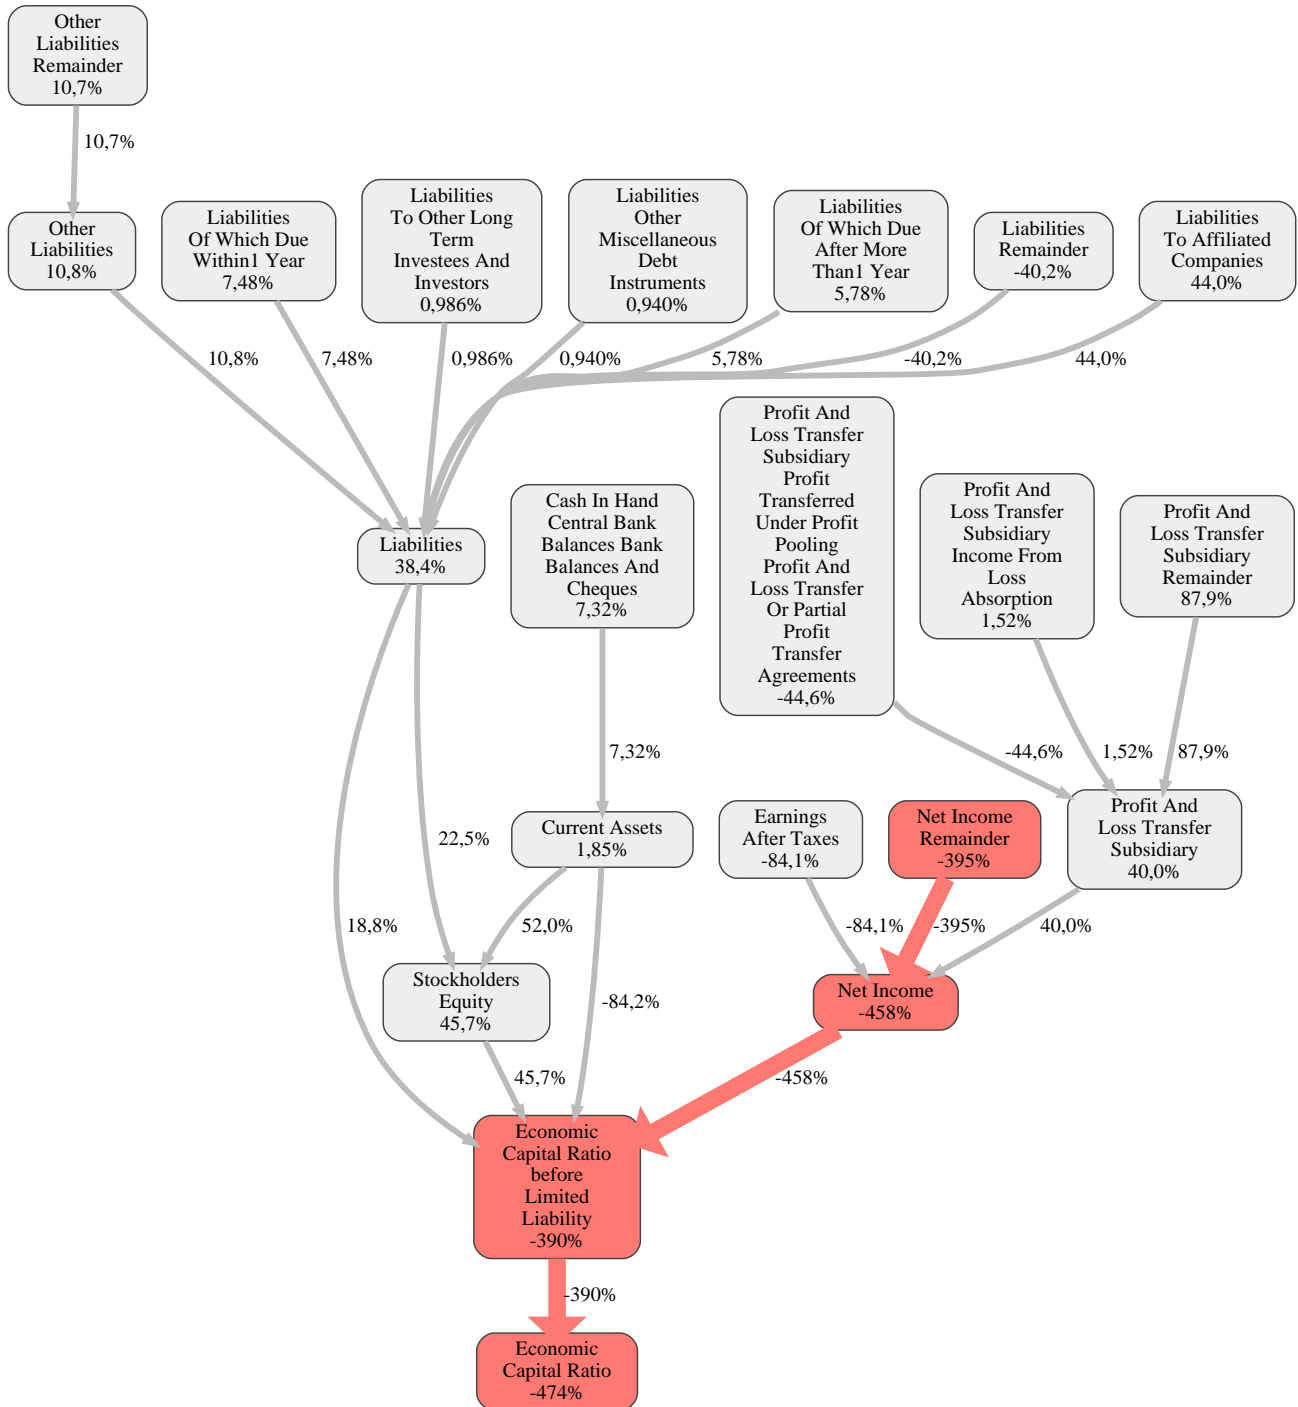 Other
Liabilities
Remainder
10,7%
10,7%
Other
Liabilities
10,8%
Liabilities
Of Which Due
Within1 Year
7,48%
Liabilities
To Other Long
Term
Investees And
Investors
0,986%
Liabilities
Other
Miscellaneous
Debt
Instruments
0,940%
Liabilities
Of Which Due
After More
Than1 Year
5,78%
Liabilities
Remainder
-40,2%
Liabilities
To Affiliated
Companies
44,0%
10,8%
7,48%
0,986%
0,940%
5,78%
-40,2%
44,0%
Profit And
Loss Transfer
Subsidiary
Profit
Transferred
Under Profit
Pooling
Profit And
Loss Transfer
Or Partial
Profit
Transfer
Agreements
-44,6%
Profit And
Loss Transfer
Subsidiary
Income From
Loss
Absorption
1,52%
Profit And
Loss Transfer
Subsidiary
Remainder
87,9%
Cash In Hand
Central Bank
Balances Bank
Balances And
Cheques
7,32%
Liabilities
38,4%
7,32%
-44,6%
1,52%
87,9%
Current Assets
1,85%
Earnings
After Taxes
-84,1%
Net Income
Remainder
-395%
Profit And
Loss Transfer
Subsidiary
40,0%
22,5%
18,8%
52,0%
-84,2%
-84,1%
-395%
40,0%
Stockholders
Equity
45,7%
Net Income
-458%
45,7%
-458%
Economic
Capital Ratio
before
Limited
Liability
-390%
-390%
Economic
Capital Ratio
-474%